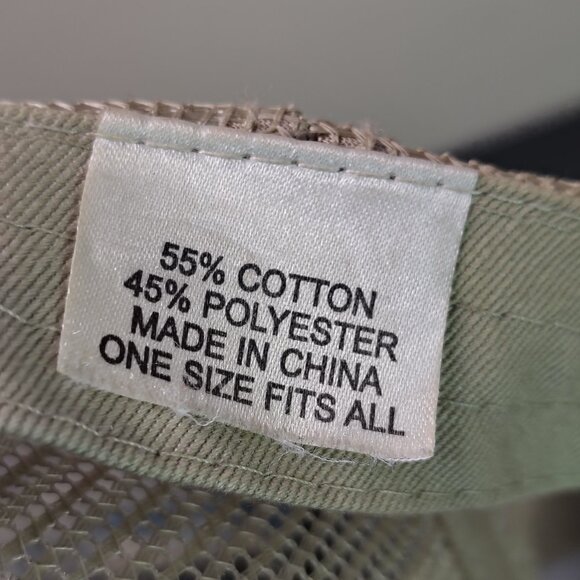 55% COTTON
45% POLYESTER
MADE IN CHINA
ONE SIZE FITS ALL